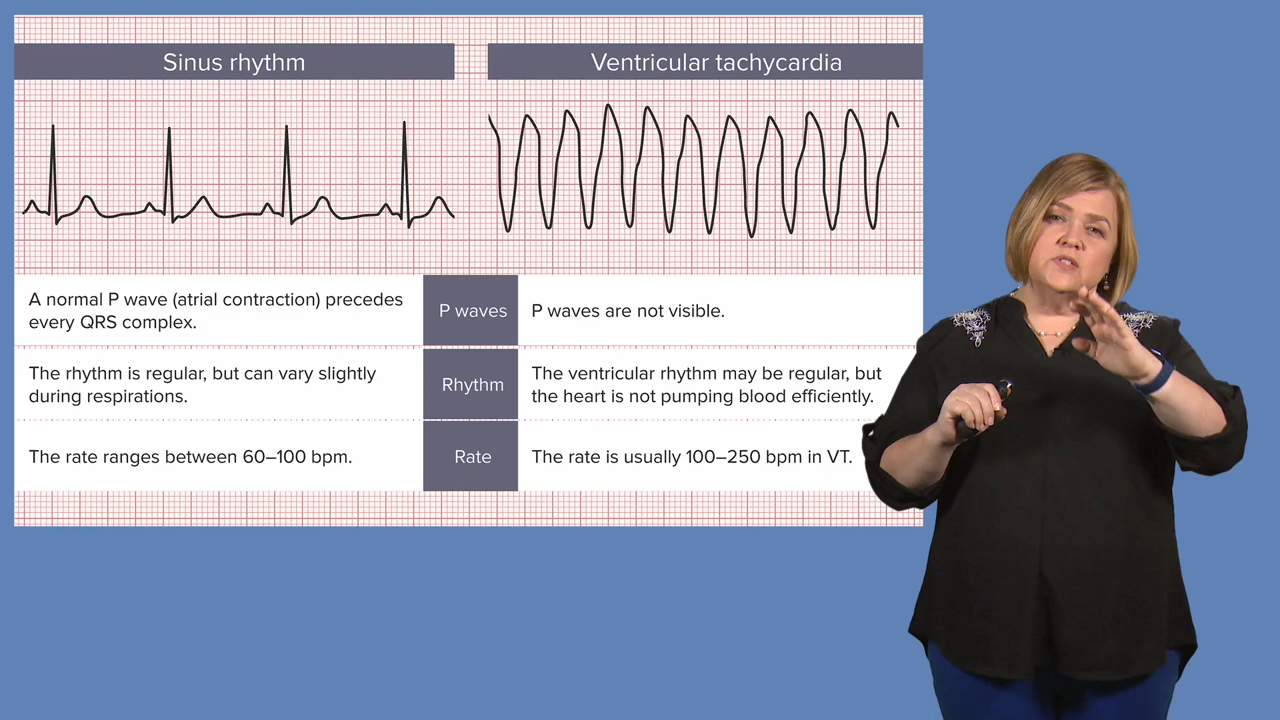 Sinus rhythm
Ventricular tachycardia
A normal P wave (atrial contraction) precedes
every QRS complex.
P waves
P waves are not visible.
The rhythm is regular, but can vary slightly
during respirations.
Rhythm
The ventricular rhythm may be regular, but
the heart is not pumping blood efficiently.
The rate ranges between 60–100 bpm.
Rate
The rate is usually 100–250 bpm in VT.